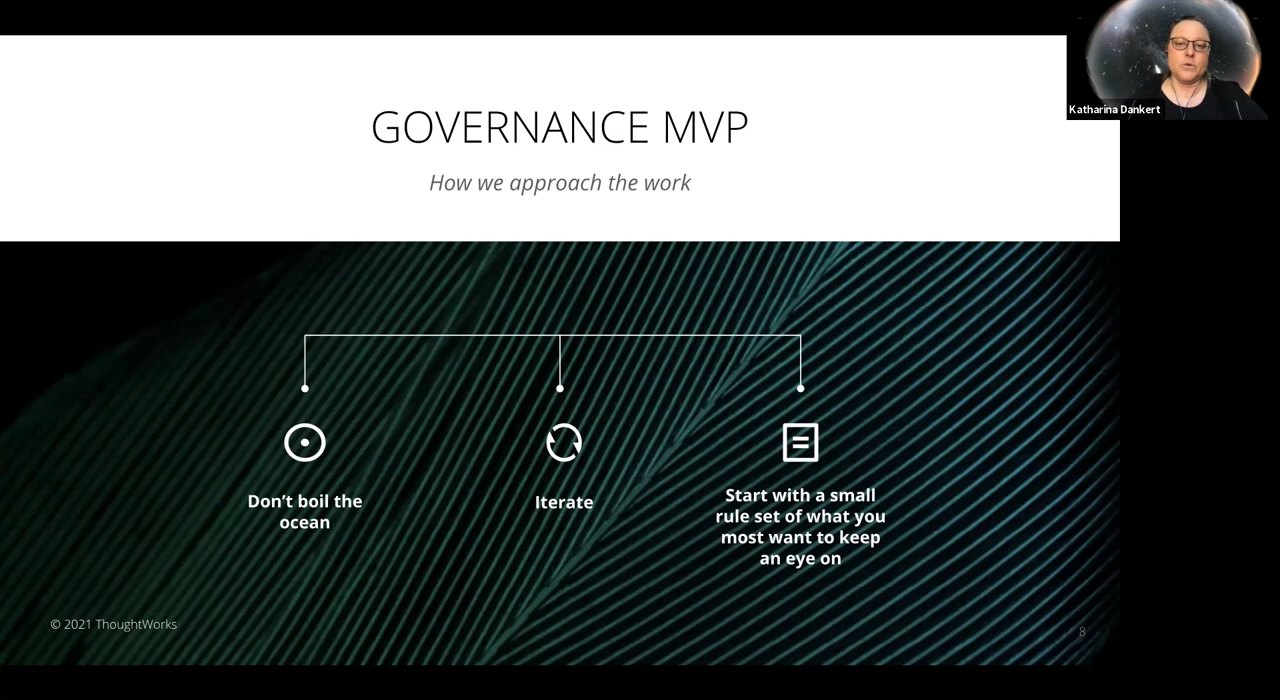 GOVERNANCE MVP
How we approach the work
Katharina Dankert
Don’t boil the
ocean
Iterate
Start with a small
rule set of what you
most want to keep
an eye on
© 2021 ThoughtWorks
8